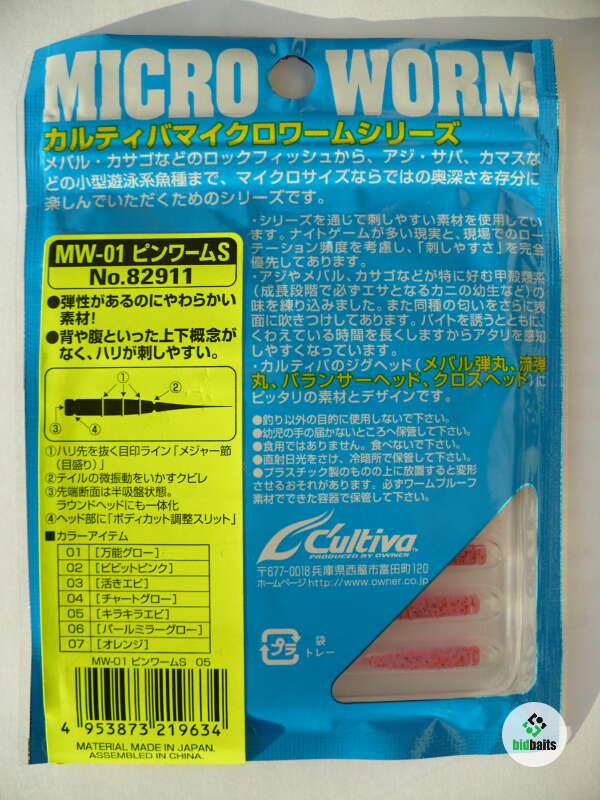 MICRO WORM
カルティバマイクロワームシリーズ
メバル・カサゴなどのロックフィッシュから、アジ・サバ、カマスな
どの小型遊泳系魚種まで、マイクロサイズならではの奥深さを存分に
楽しんでいただくためのシリーズです。
・シリーズを通じて刺しやすい素材を使用してい
ます。ナイトゲームが多い現実と、現場でのロー
テーション頻度を考慮し、「刺しやすさ」を完全
優先してあります。
・アジやメバル、カサゴなどが特に好む甲殻類系
(成長段階で必ずエサとなるカニの幼生など)の
味を練り込みました。また同種の匂いをさらに表
面に吹きつけしてあります。バイトを誘うとともに、
くわえている時間を長くしますからアタリを感知
しやすくなっています。
・カルティバのジグヘッド(メバル弾丸、流弾
丸、バランサーヘッド、クロスヘッド)に
ピッタリの素材とデザインです。
MW-01 ピンワームS
No.82911
●弾性があるのにやわらかい
素材!
●背や腹といった上下概念が
なく、ハリが刺しやすい。
① ② ③ ④
①ハリ先を抜く目印ライン「メジャー節
(目盛り)」
②テイルの微振動をいかすクビレ
③先端断面は半吸盤状態。
ラウンドヘッドにも一体化
④ヘッド部に「ボディカット調整スリット」
■カラーアイテム
01 [万能グロー]
02 [ビビットピンク]
03 [活きエビ]
04 [チャートグロー]
05 [キラキラエビ]
06 [パールミラーグロー]
07 [オレンジ]
MW-01 ピンワームS 05
4 953873 219634
MATERIAL MADE IN JAPAN.
ASSEMBLED IN CHINA.
●釣り以外の目的に使用しないで下さい。
●幼児の手の届かないところへ保管して下さい。
●食用ではありません。食べないで下さい。
●直射日光をさけ、冷暗所で保管して下さい。
●プラスチック製のものの上に放置すると変形
させるおそれがあります。必ずワームプルーフ
素材でできた容器で保管して下さい。
C'ultiva
PRODUCED BY OWNER
〒677-0018 兵庫県西脇市富田町120
ホームページ http://www.owner.co.jp
プラ
袋
トレー
bidbaits